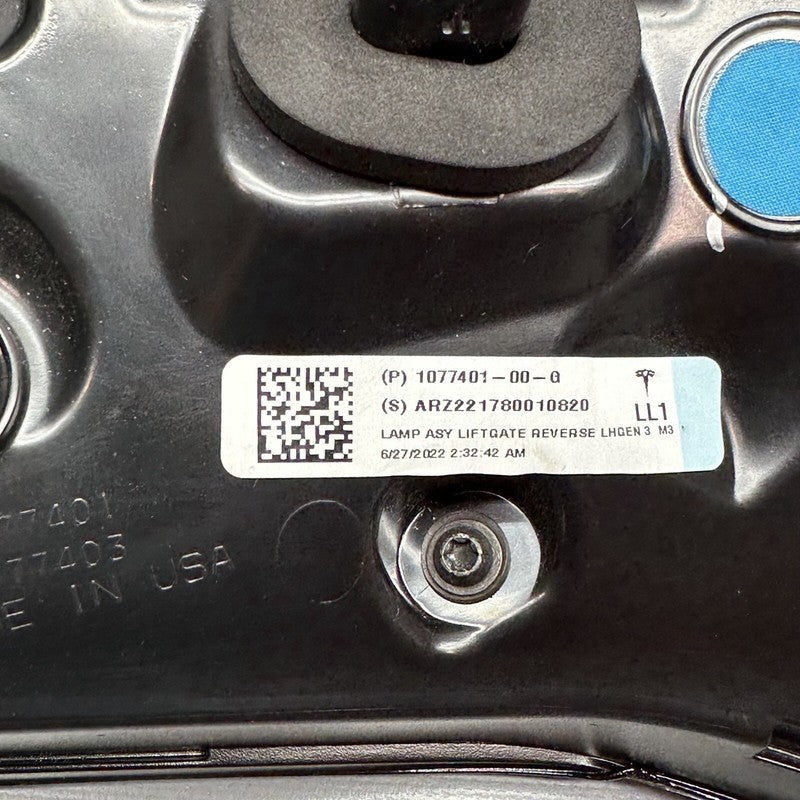 (P) 1077401-00-G
(S) ARZ221780010820
LL1
LAMP ASY LIFTGATE REVERSE LHGEN 3 M3
6/27/2022 2:32:42 AM
77401
77403
E IN USA